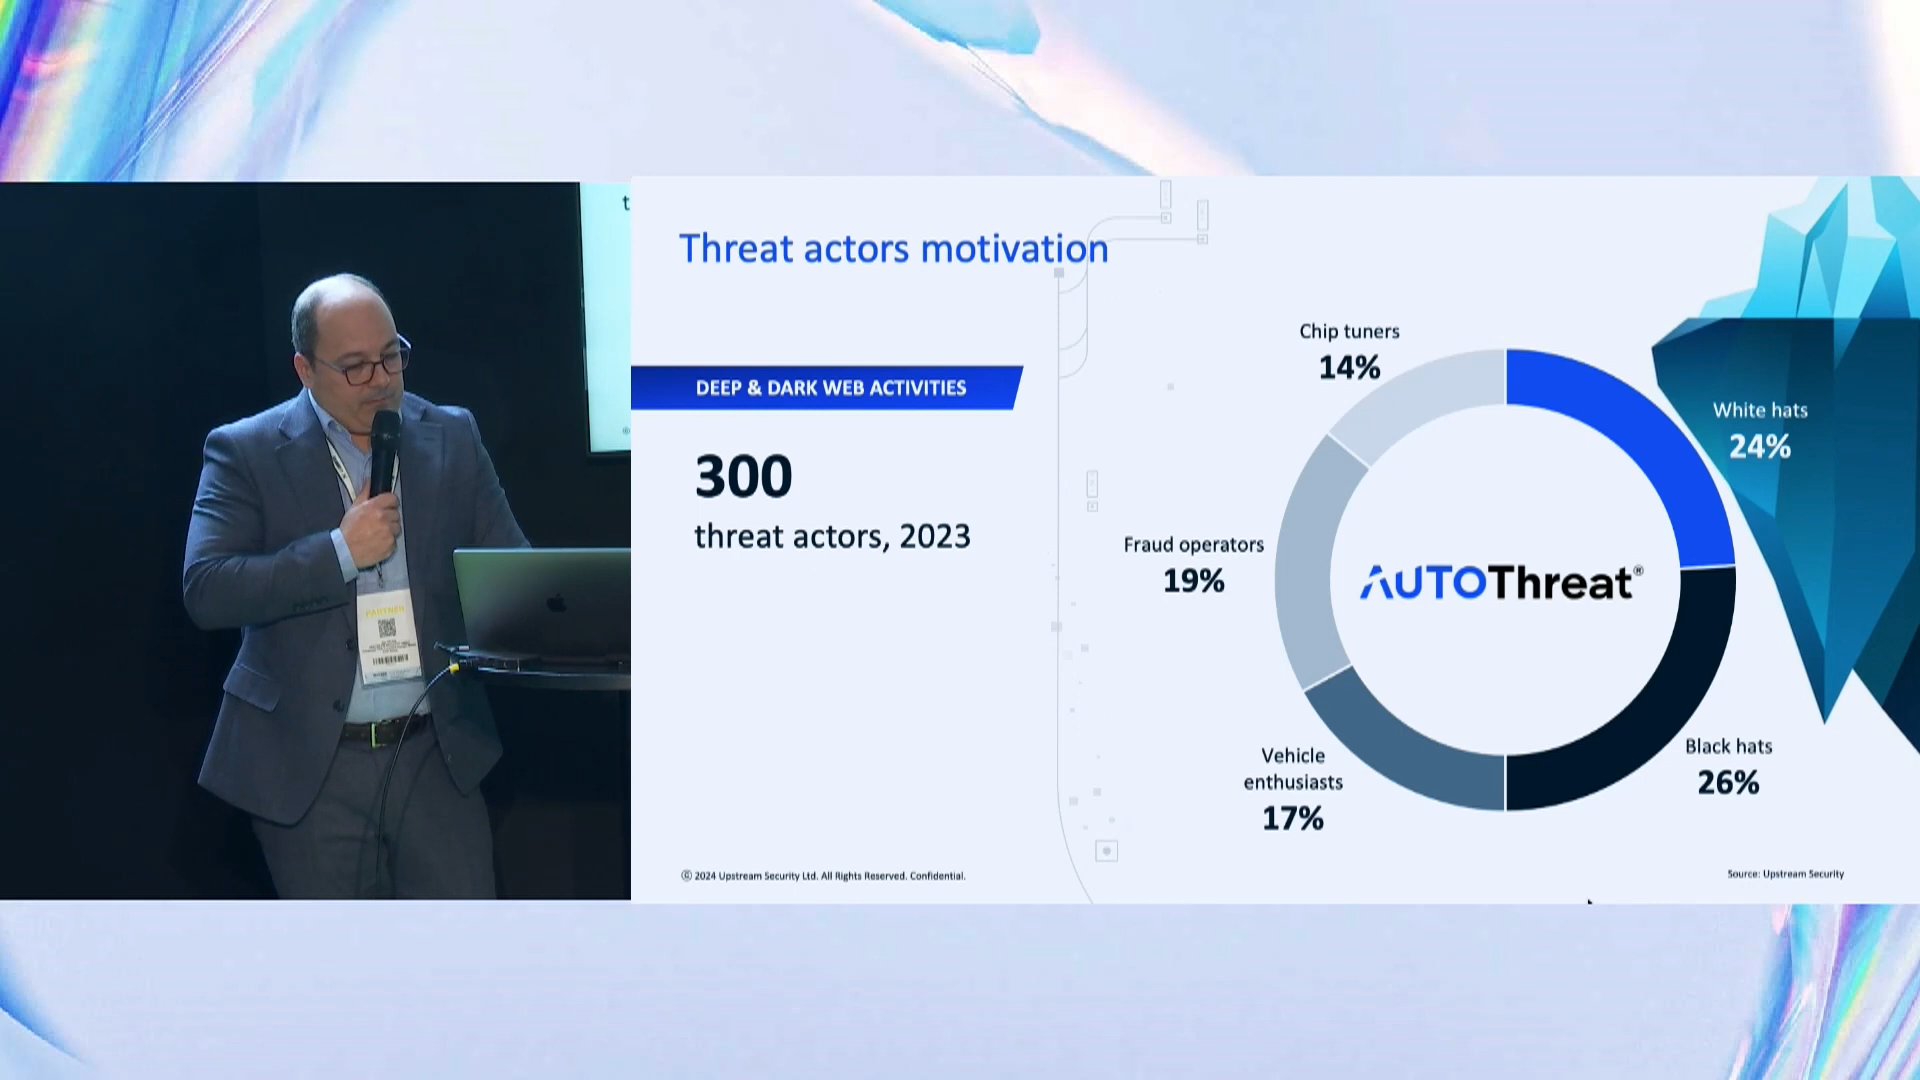 Threat actors motivation
DEEP & DARK WEB ACTIVITIES
300
threat actors, 2023
Chip tuners
14%
White hats
24%
Fraud operators
19%
AUTOThreat®
Vehicle
enthusiasts
17%
Black hats
26%
© 2024 Upstream Security Ltd. All Rights Reserved. Confidential.
Source: Upstream Security
t
PARTNER